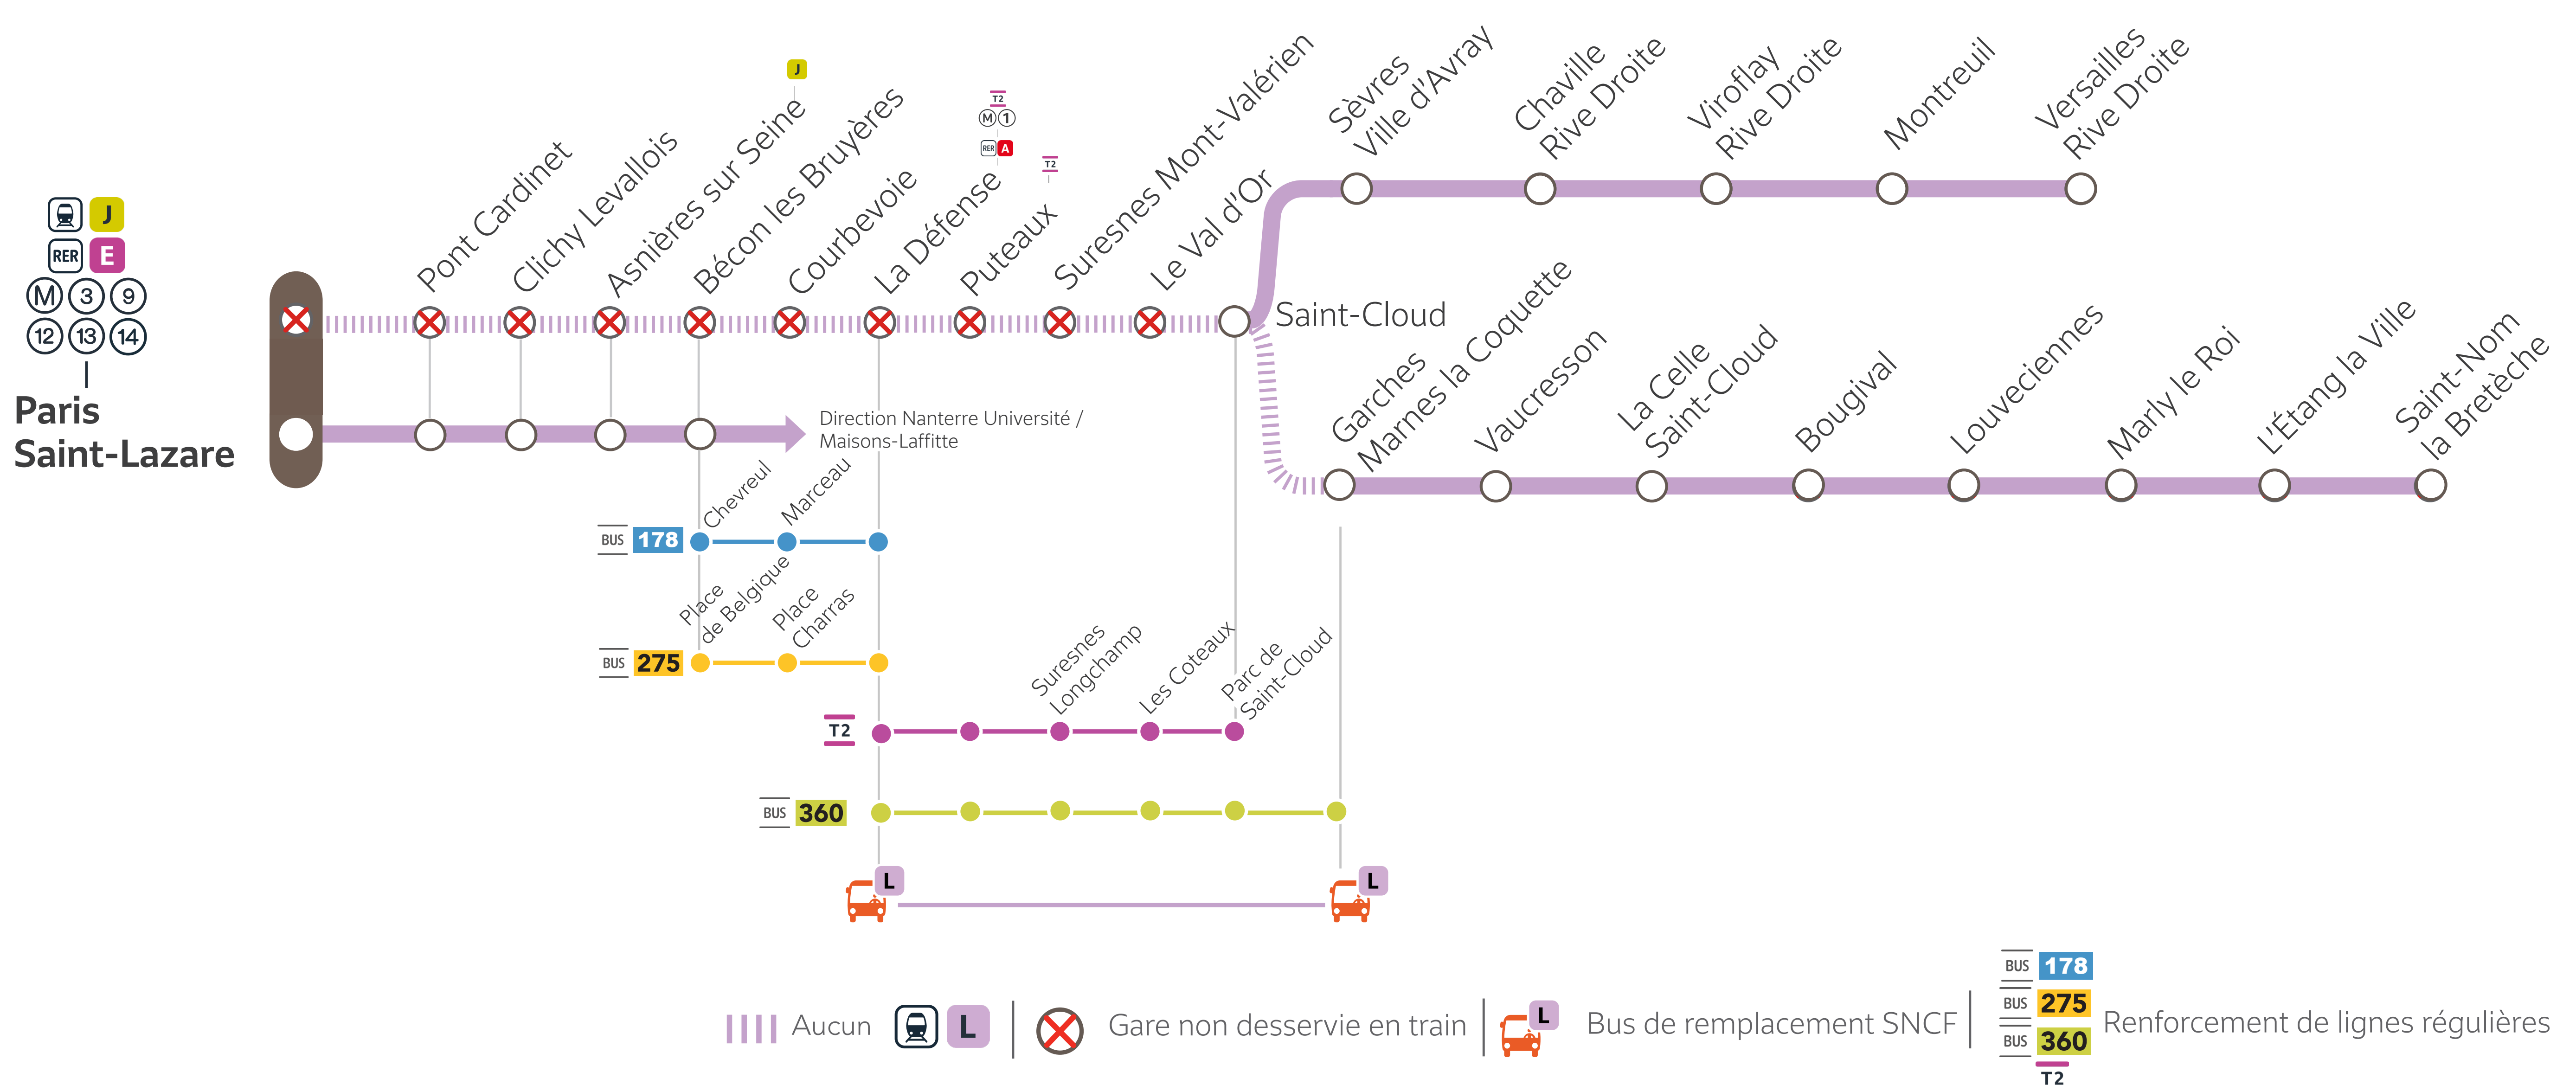 J
RER
E
M
3
9
12
13
14
Paris
Saint-Lazare
Pont Cardinet
Clichy Levallois
Asnières sur Seine
J
Bécon les Bruyères
Courbevoie
La Défense
T2
M
1
RER
A
Puteaux
T2
Suresnes Mont-Valérien
Le Val d'Or
Saint-Cloud
Sèvres
Ville d'Avray
Chaville
Rive Droite
Viroflay
Rive Droite
Montreuil
Versailles
Rive Droite
Garches
Marnes la Coquette
Vaucresson
La Celle
Saint-Cloud
Bougival
Louveciennes
Marly le Roi
L'Étang la Ville
Saint-Nom
la Bretèche
Direction Nanterre Université /
Maisons-Laffitte
BUS 178
Chevreul
Marceau
BUS 275
Place
de Belgique
Place
Charras
T2
Suresnes
Longchamp
Les Coteaux
Parc de
Saint-Cloud
BUS 360
L
L
Aucun
L
Gare non desservie en train
L
Bus de remplacement SNCF
BUS 178
BUS 275
BUS 360
T2
Renforcement de lignes régulières